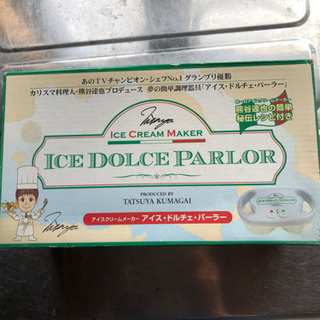 あのTVチャンピオン・シェフNo.1グランプリ優勝
カリスマ料理人・熊谷達也プロデュース 夢の簡単調理器具「アイス・ドルチェ・パーラー」
熊谷達也の簡単
秘伝レシピ付き
ICE CREAM MAKER
ICE DOLCE PARLOR
PRODUCED BY
TATSUYA KUMAGAI
アイスクリームメーカー アイス・ドルチェ・パーラー
ICE DOLCE PARLOR